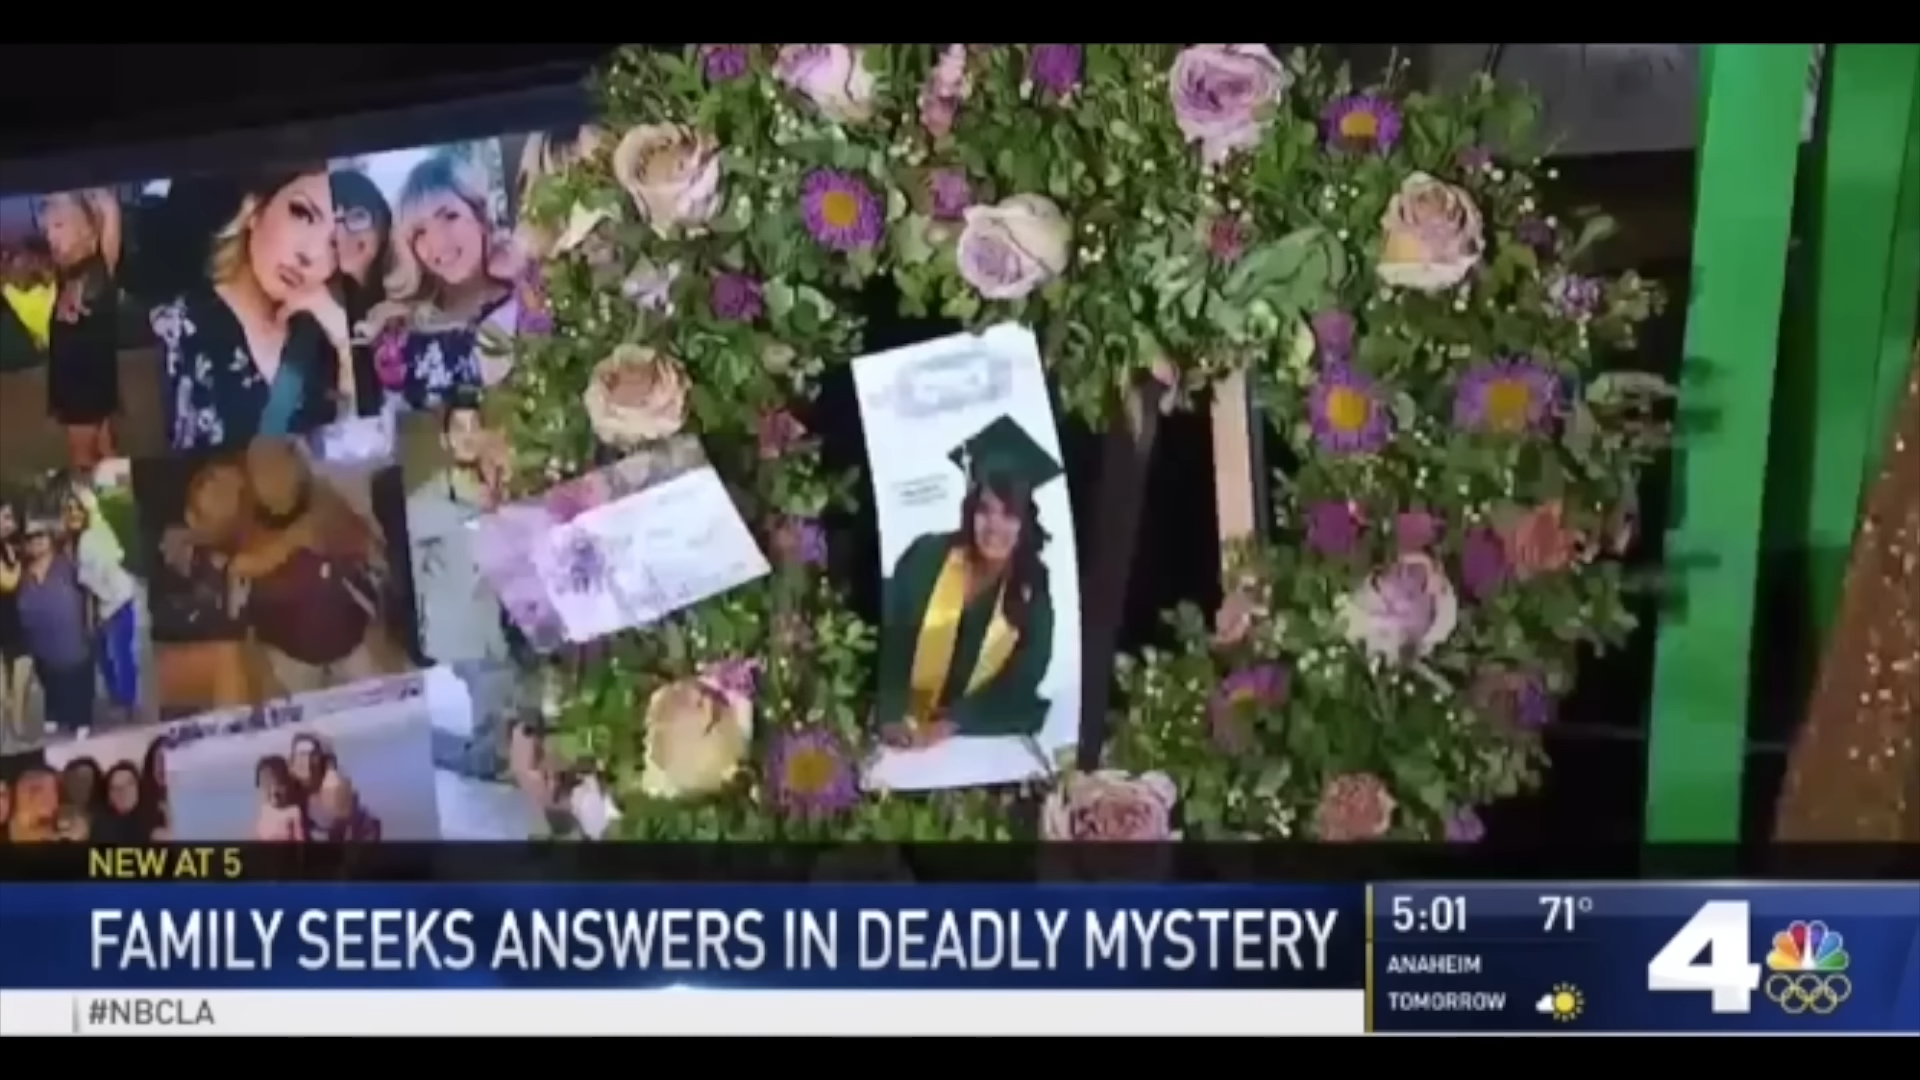 NEW AT 5
FAMILY SEEKS ANSWERS IN DEADLY MYSTERY
#NBCLA
5:01 71°
ANAHEIM
TOMORROW
4